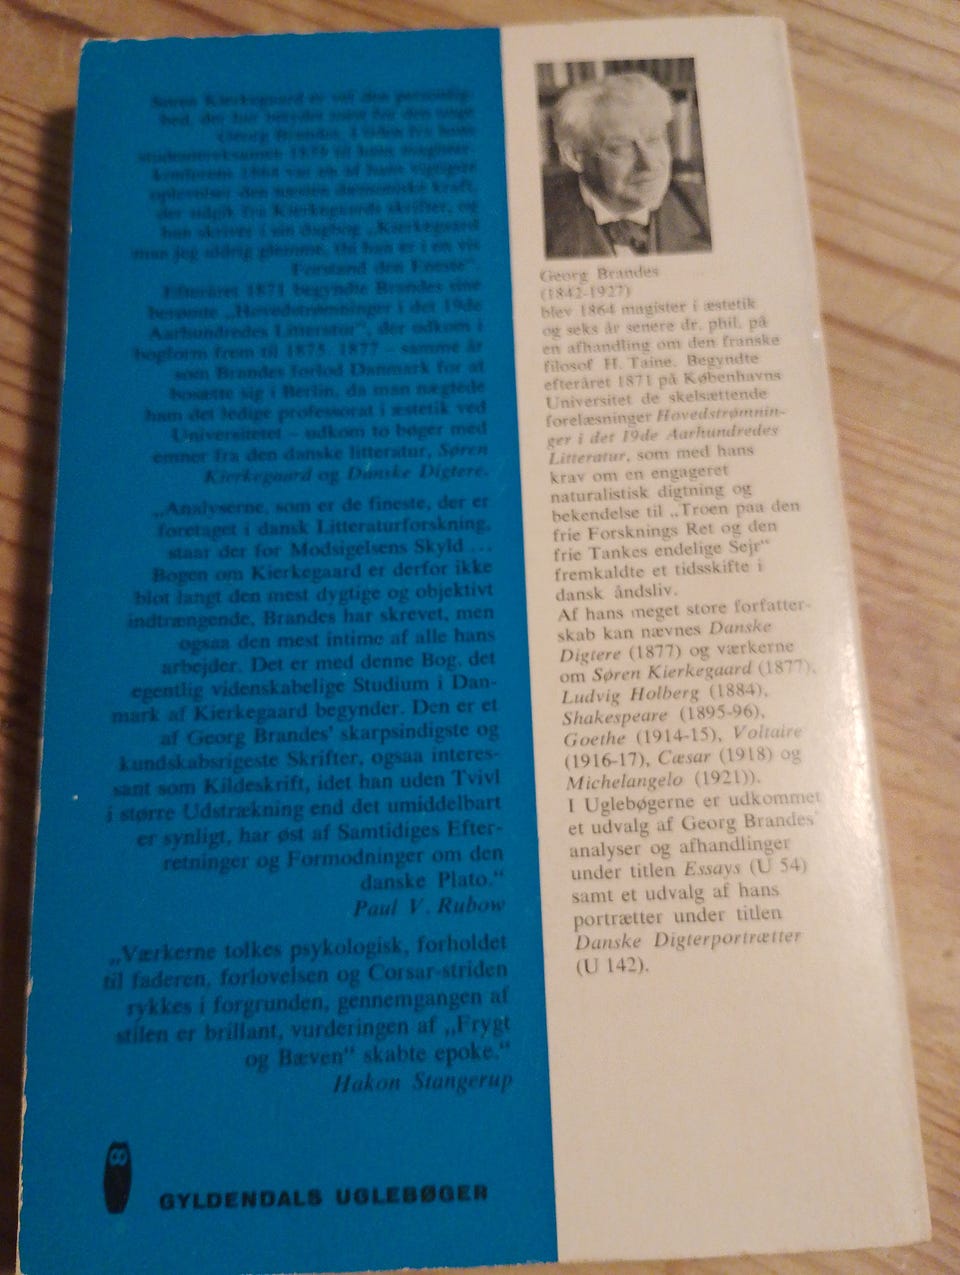 Søren Kierkegaard er vel den personlig-
hed, der har betydet mest for den unge
Georg Brandes. I tiden fra hans
studentereksamen 1859 til hans magister-
konferens 1864 var en af hans vigtigste
oplevelser den næsten dæmoniske kraft,
der udgik fra Kierkegaards skrifter, og
han skriver i sin dagbog „Kierkegaard
maa jeg aldrig glemme, thi han er i en vis
Forstand den Eneste“.
Efteråret 1871 begyndte Brandes sine
berømte „Hovedstrømninger i det 19de
Aarhundredes Litteratur“, der udkom i
bogform frem til 1875. 1877 – samme år
som Brandes forlod Danmark for at
bosætte sig i Berlin, da man nægtede
ham det ledige professorat i æstetik ved
Universitetet – udkom to bøger med
emner fra den danske litteratur, Søren
Kierkegaard og Danske Digtere.
„Analyserne, som er de fineste, der er
foretaget i dansk Litteraturforskning,
staar der for Modsigelsens Skyld ...
Bogen om Kierkegaard er derfor ikke
blot langt den mest dygtige og objektivt
indtrængende, Brandes har skrevet, men
ogsaa den mest intime af alle hans
arbejder. Det er med denne Bog, det
egentlig videnskabelige Studium i Dan-
mark af Kierkegaard begynder. Den er et
af Georg Brandes' skarpsindigste og
kundskabsrigeste Skrifter, ogsaa interes-
sant som Kildeskrift, idet han uden Tvivl
i større Udstrækning end det umiddelbart
er synligt, har øst af Samtidiges Efter-
retninger og Formodninger om den
danske Plato.“
Paul V. Rubow
„Værkerne tolkes psykologisk, forholdet
til faderen, forlovelsen og Corsar-striden
rykkes i forgrunden, gennemgangen af
stilen er brillant, vurderingen af „Frygt
og Bæven“ skabte epoke.“
Hakon Stangerup
GYLDENDALS UGLEBØGER
Georg Brandes
(1842-1927)
blev 1864 magister i æstetik
og seks år senere dr. phil. på
en afhandling om den franske
filosof H. Taine. Begyndte
efteråret 1871 på Københavns
Universitet de skelsættende
forelæsninger Hovedstrømnin-
ger i det 19de Aarhundredes
Litteratur, som med hans
krav om en engageret
naturalistisk digtning og
bekendelse til „Troen paa den
frie Forsknings Ret og den
frie Tankes endelige Sejr“
fremkaldte et tidsskifte i
dansk åndsliv.
Af hans meget store forfatter-
skab kan nævnes Danske
Digtere (1877) og værkerne
om Søren Kierkegaard (1877),
Ludvig Holberg (1884),
Shakespeare (1895-96),
Goethe (1914-15), Voltaire
(1916-17), Cæsar (1918) og
Michelangelo (1921)).
I Uglebøgerne er udkommet
et udvalg af Georg Brandes'
analyser og afhandlinger
under titlen Essays (U 54)
samt et udvalg af hans
portrætter under titlen
Danske Digterportrætter
(U 142).